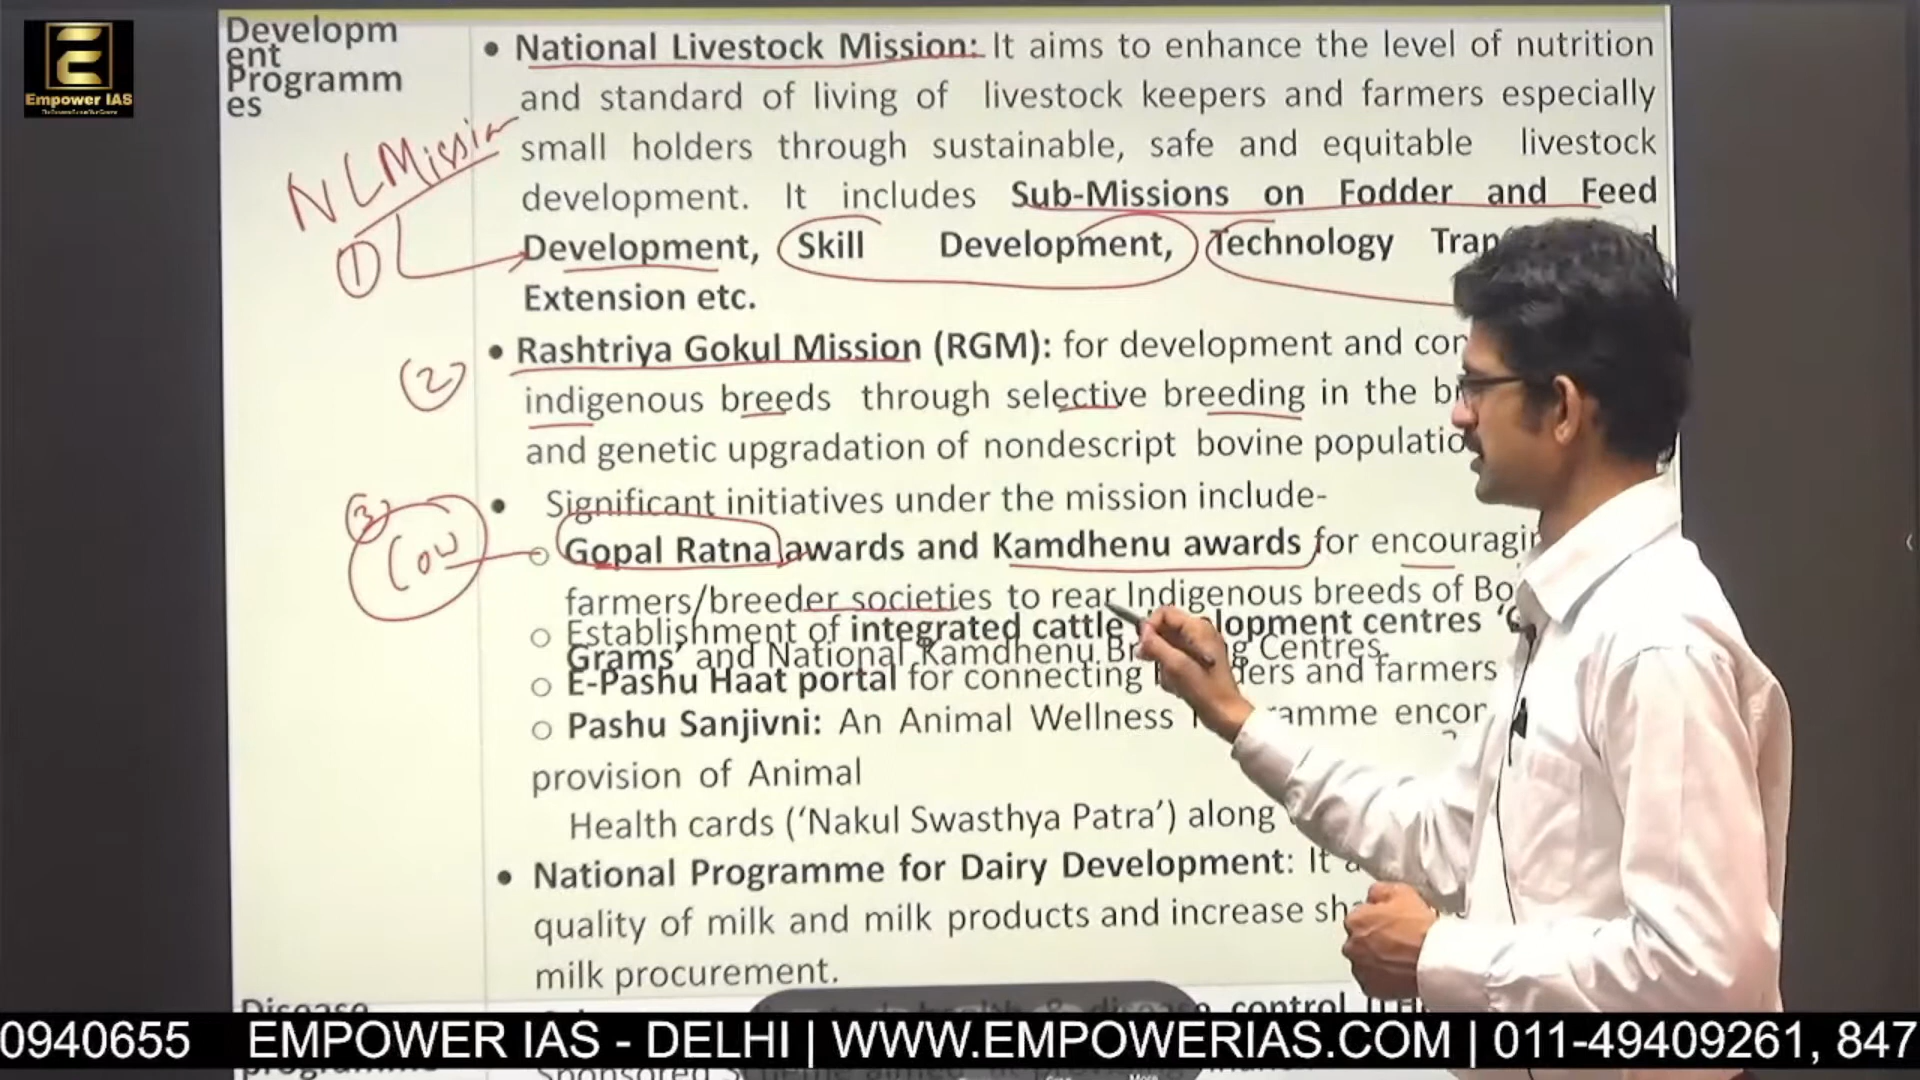 Empower IAS
Developm
ent
Programm
es
NLMission
①
• National Livestock Mission: It aims to enhance the level of nutrition
and standard of living of livestock keepers and farmers especially
small holders through sustainable, safe and equitable livestock
development. It includes Sub-Missions on Fodder and Feed
Development, Skill Development, Technology
Extension etc.
(2)
• Rashtriya Gokul Mission (RGM): for development and
indigenous breeds through selective breeding in the
and genetic upgradation of nondescript bovine
• Significant initiatives under the mission include-
(3)
Cow
o Gopal Ratna awards and Kamdhenu awards for
farmers/breeder societies to rear Indigenous breeds of
o Establishment of integrated cattle centres
Grams’ and National Kamdhenu Centres.
o E-Pashu Haat portal for connecting and farmers
o Pashu Sanjivni: An Animal Wellness
provision of Animal
Health cards (‘Nakul Swasthya Patra’) along
• National Programme for Dairy Development: It
quality of milk and milk products and increase
milk procurement.
control
0940655 EMPOWER IAS - DELHI | WWW.EMPOWERIAS.COM | 011-49409261, 847